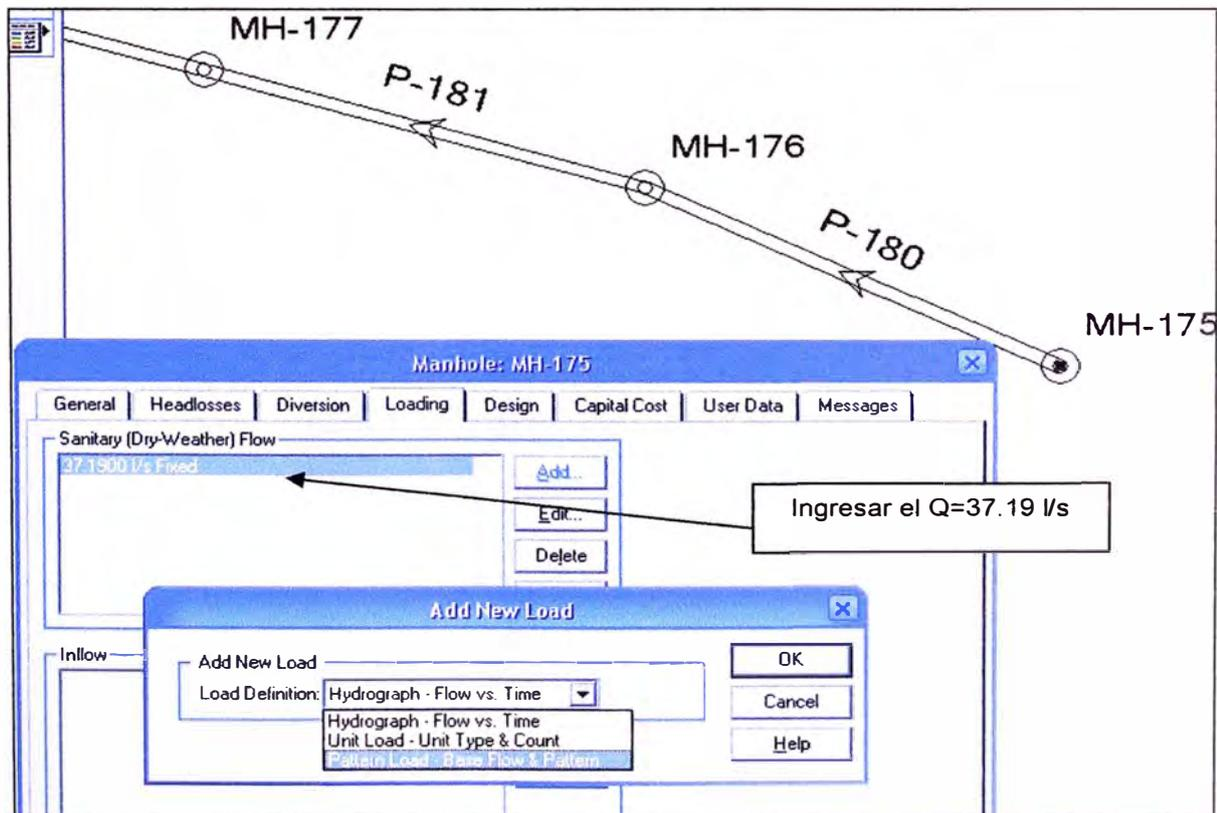 MH-177
P-181
MH-176
P-180
MH-175
Manhole: MH-175
General Headlosses Diversion Loading Design Capital Cost User Data Messages
Sanitary (Dry-Weather) Flow
37.1900 l/s Fixed
Add...
Edit...
Delete
Ingresar el Q=37.19 l/s
Add New Load
Inflow
Add New Load
Load Definition: Hydrograph - Flow vs. Time
Hydrograph - Flow vs. Time
Unit Load - Unit Type & Count
Pattern Load - Base Flow & Pattern
OK
Cancel
Help